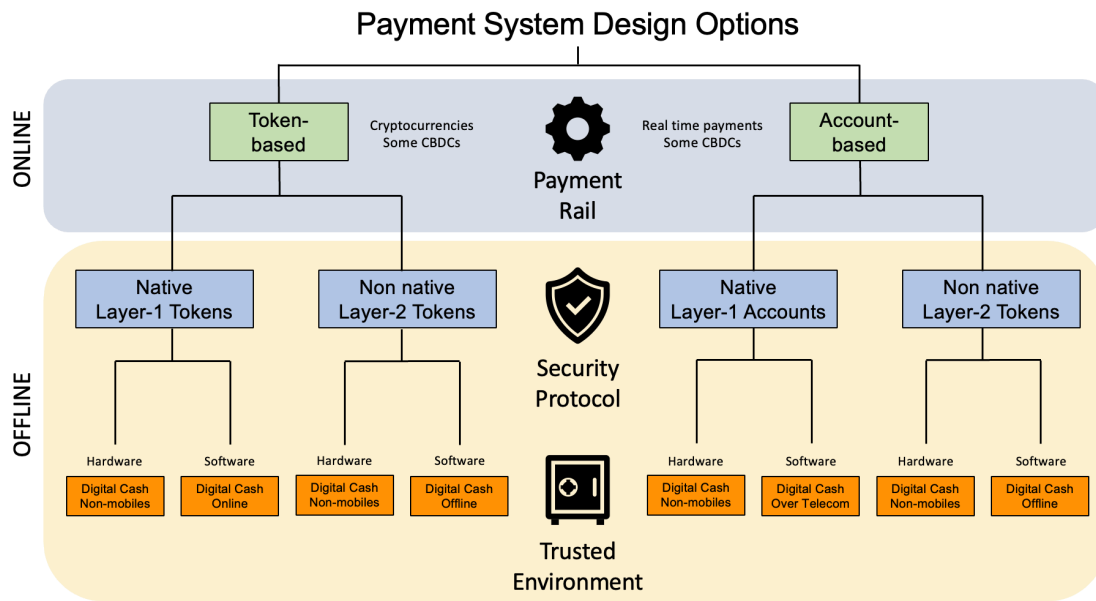 Payment System Design Options
ONLINE
Token-
based
Cryptocurrencies
Some CBDCs
Real time payments
Some CBDCs
Account-
based
Payment
Rail
OFFLINE
Native
Layer-1 Tokens
Non native
Layer-2 Tokens
Native
Layer-1 Accounts
Non native
Layer-2 Tokens
Security
Protocol
Hardware
Software
Hardware
Software
Hardware
Software
Hardware
Software
Digital Cash
Non-mobiles
Digital Cash
Online
Digital Cash
Non-mobiles
Digital Cash
Offline
Digital Cash
Non-mobiles
Digital Cash
Over Telecom
Digital Cash
Non-mobiles
Digital Cash
Offline
Trusted
Environment